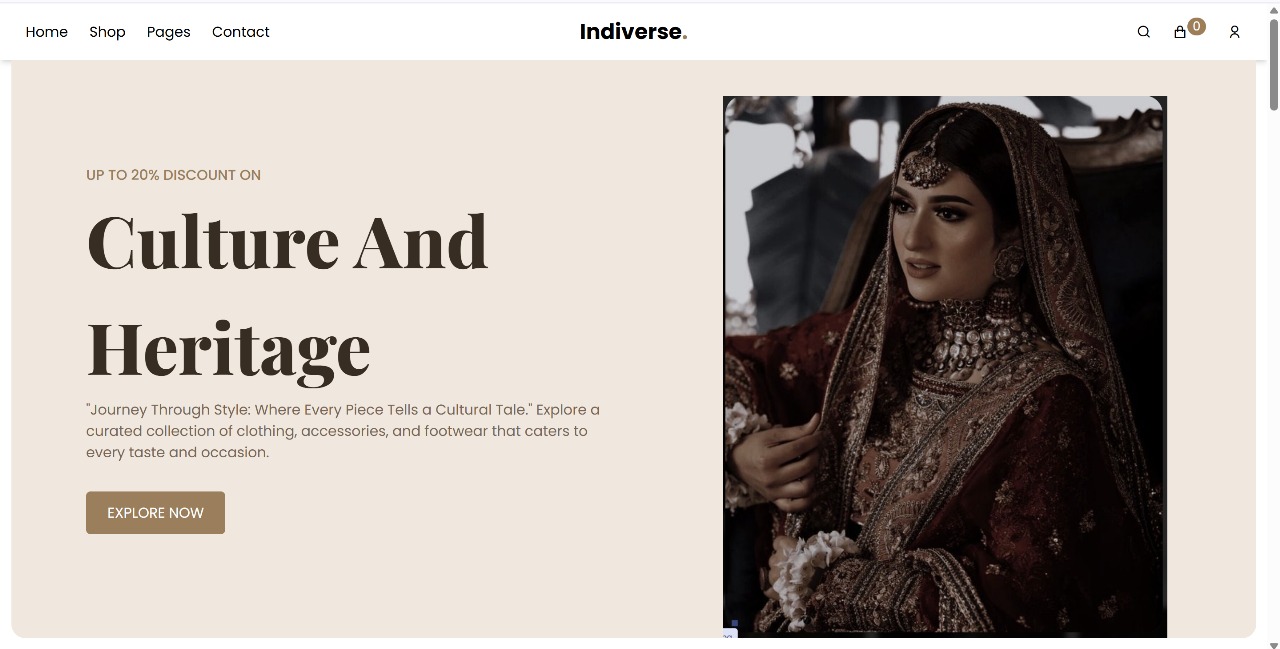 Home Shop Pages Contact
Indiverse.
0
UP TO 20% DISCOUNT ON
Culture And
Heritage
"Journey Through Style: Where Every Piece Tells a Cultural Tale." Explore a
curated collection of clothing, accessories, and footwear that caters to
every taste and occasion.
EXPLORE NOW